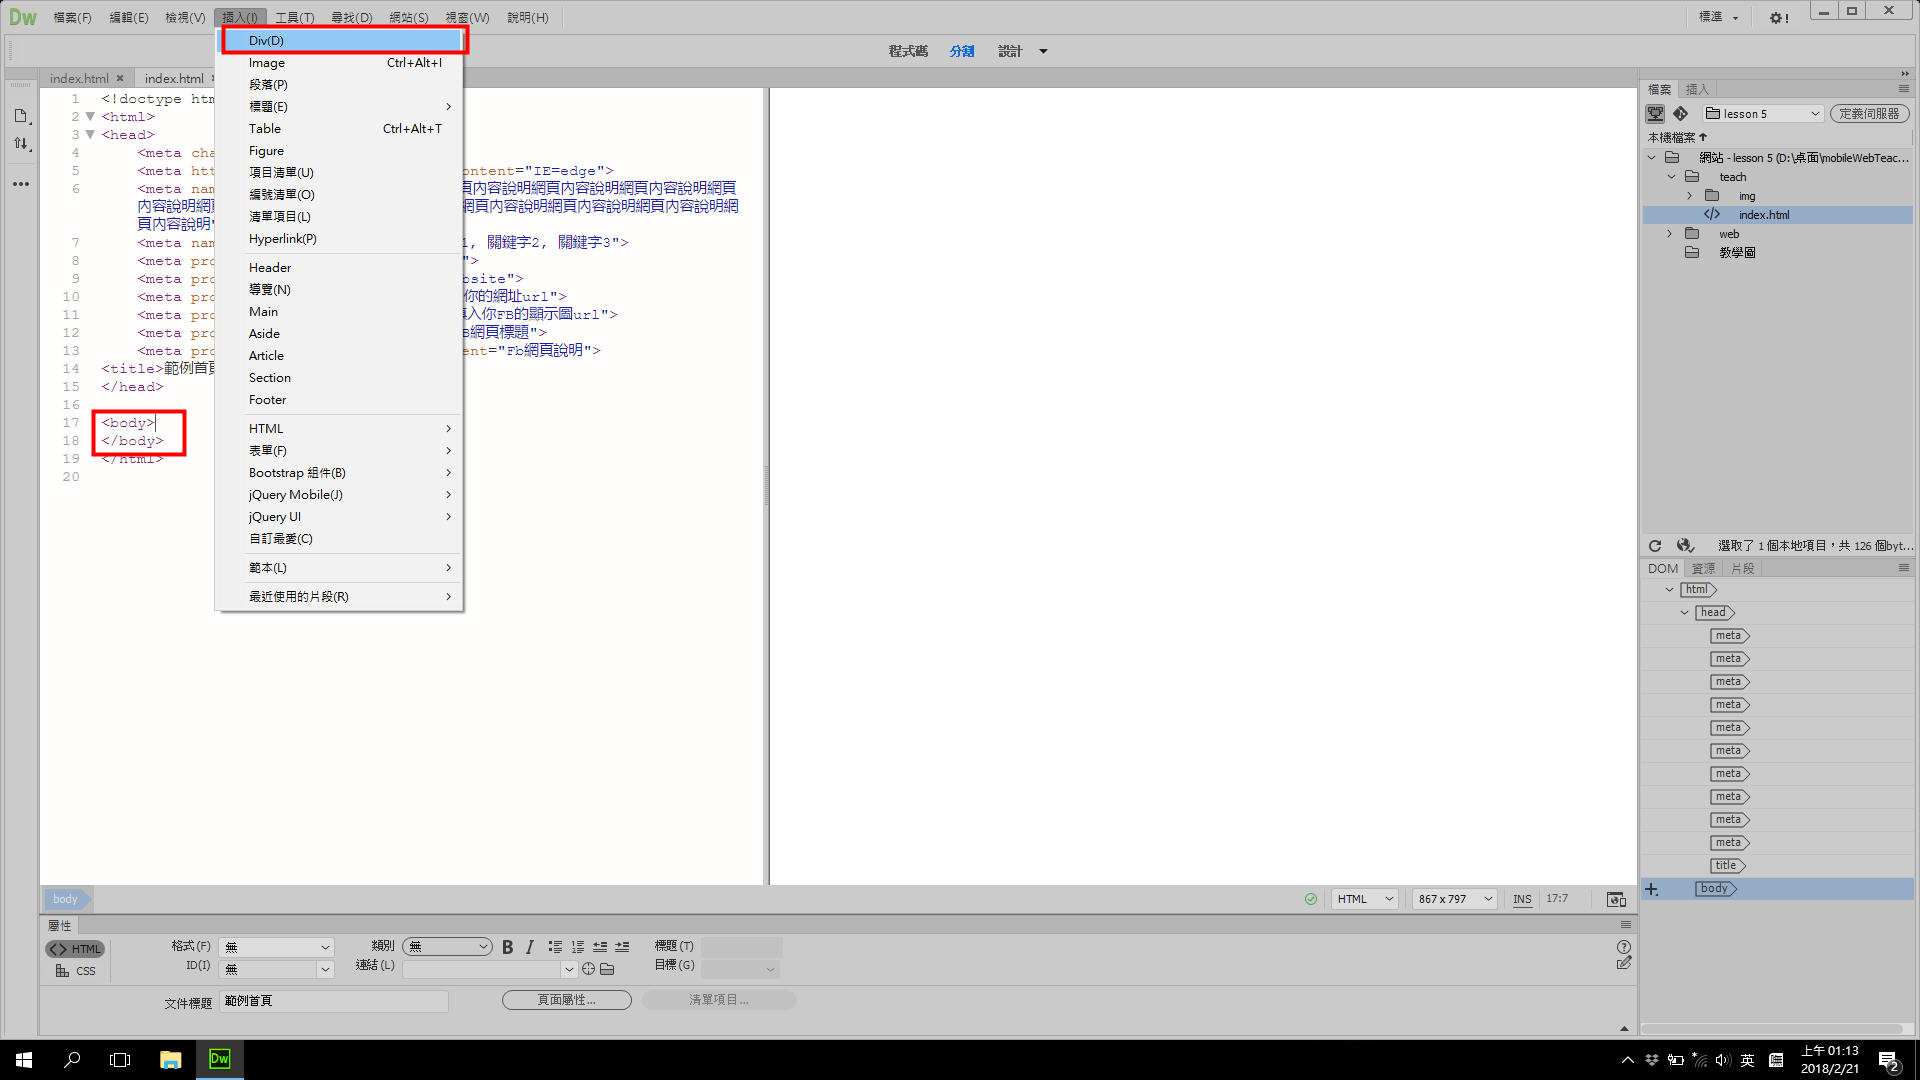 Dw 檔案(F) 編輯(E) 檢視(V) 插入(I) 工具(T) 尋找(D) 網站(S) 視窗(W) 說明(H) 標準
程式碼 分割 設計
index.html × index.html
Div(D)
Image Ctrl+Alt+I
段落(P)
標題(E)
Table Ctrl+Alt+T
Figure
項目清單(U)
編號清單(O)
清單項目(L)
Hyperlink(P)
Header
導覽(N)
Main
Aside
Article
Section
Footer
HTML
表單(F)
Bootstrap 組件(B)
jQuery Mobile(J)
jQuery UI
自訂最愛(C)
範本(L)
最近使用的片段(R)
1 <!doctype htm
2 <html>
3 <head>
4 <meta cha
5 <meta htt ontent="IE=edge">
6 <meta nam 頁內容說明網頁內容說明網頁內容說明網頁
內容說明網頁 網頁內容說明網頁內容說明網頁內容說明網
頁內容說明"
7 <meta nam 1, 關鍵字2, 關鍵字3">
8 <meta pro ">
9 <meta pro bsite">
10 <meta pro 你的網址url">
11 <meta pro 入你FB的顯示圖url">
12 <meta pro B網頁標題">
13 <meta pro ent="Fb網頁說明">
14 <title>範例首頁
15 </head>
16
17 <body>
18 </body>
19 </html>
20
檔案 插入
lesson 5 定義伺服器
本機檔案
網站 - lesson 5 (D:\桌面\mobileWebTeac...
teach
img
index.html
web
教學圖
選取了 1 個本地項目，共 126 個byt...
DOM 資源 片段
html
head
meta
meta
meta
meta
meta
meta
meta
meta
meta
meta
title
body
body HTML 867 x 797 INS 17:7
屬性
HTML 格式(F) 無 類別 無 B I 標題(T)
CSS ID(I) 無 連結(L) 目標(G)
文件標題 範例首頁 頁面屬性... 清單項目...
Dw 英 上午 01:13
2018/2/21 2